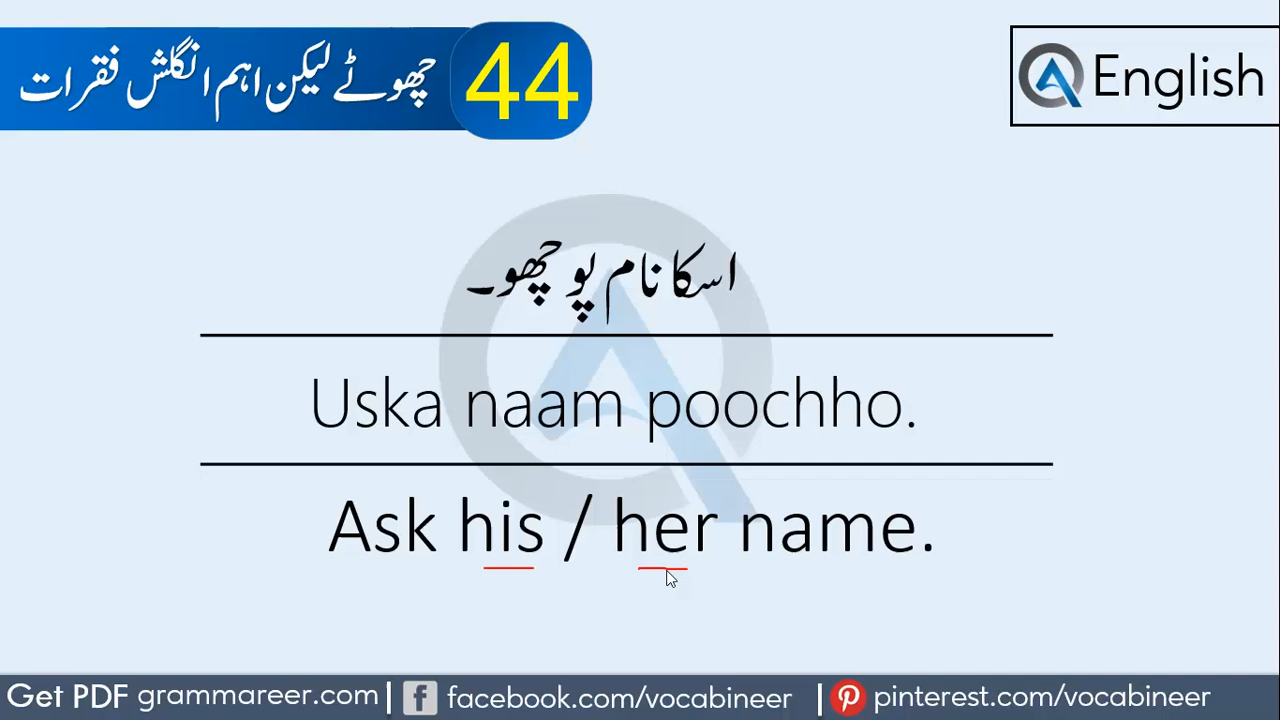 44 چھوٹے لیکن اہم انگلش فقرات
English
اسکا نام پوچھو۔
Uska naam poochho.
Ask his / her name.
Get PDF grammareer.com | facebook.com/vocabineer | pinterest.com/vocabineer